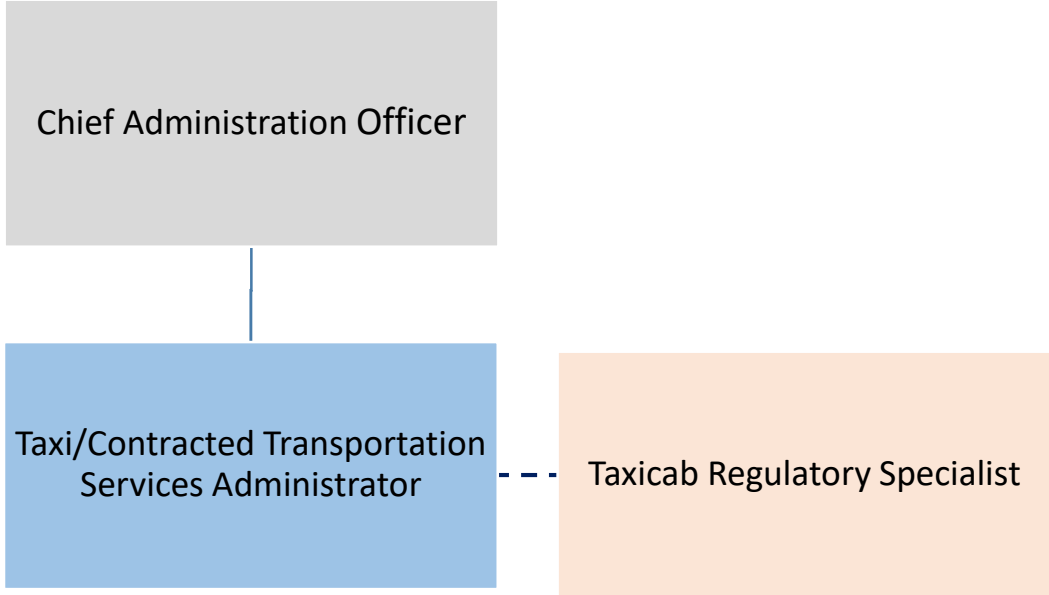 Chief Administration Officer
Taxi/Contracted Transportation
Services Administrator
Taxicab Regulatory Specialist